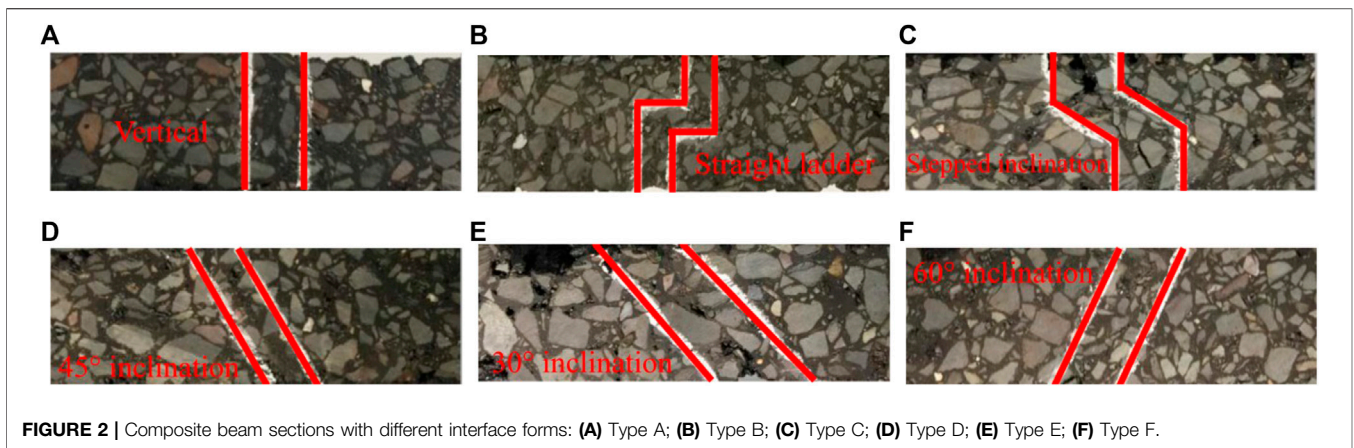 A
B
C
Vertical
Straight ladder
Stepped inclination
D
E
F
45° inclination
30° inclination
60° inclination
FIGURE 2 | Composite beam sections with different interface forms: (A) Type A; (B) Type B; (C) Type C; (D) Type D; (E) Type E; (F) Type F.